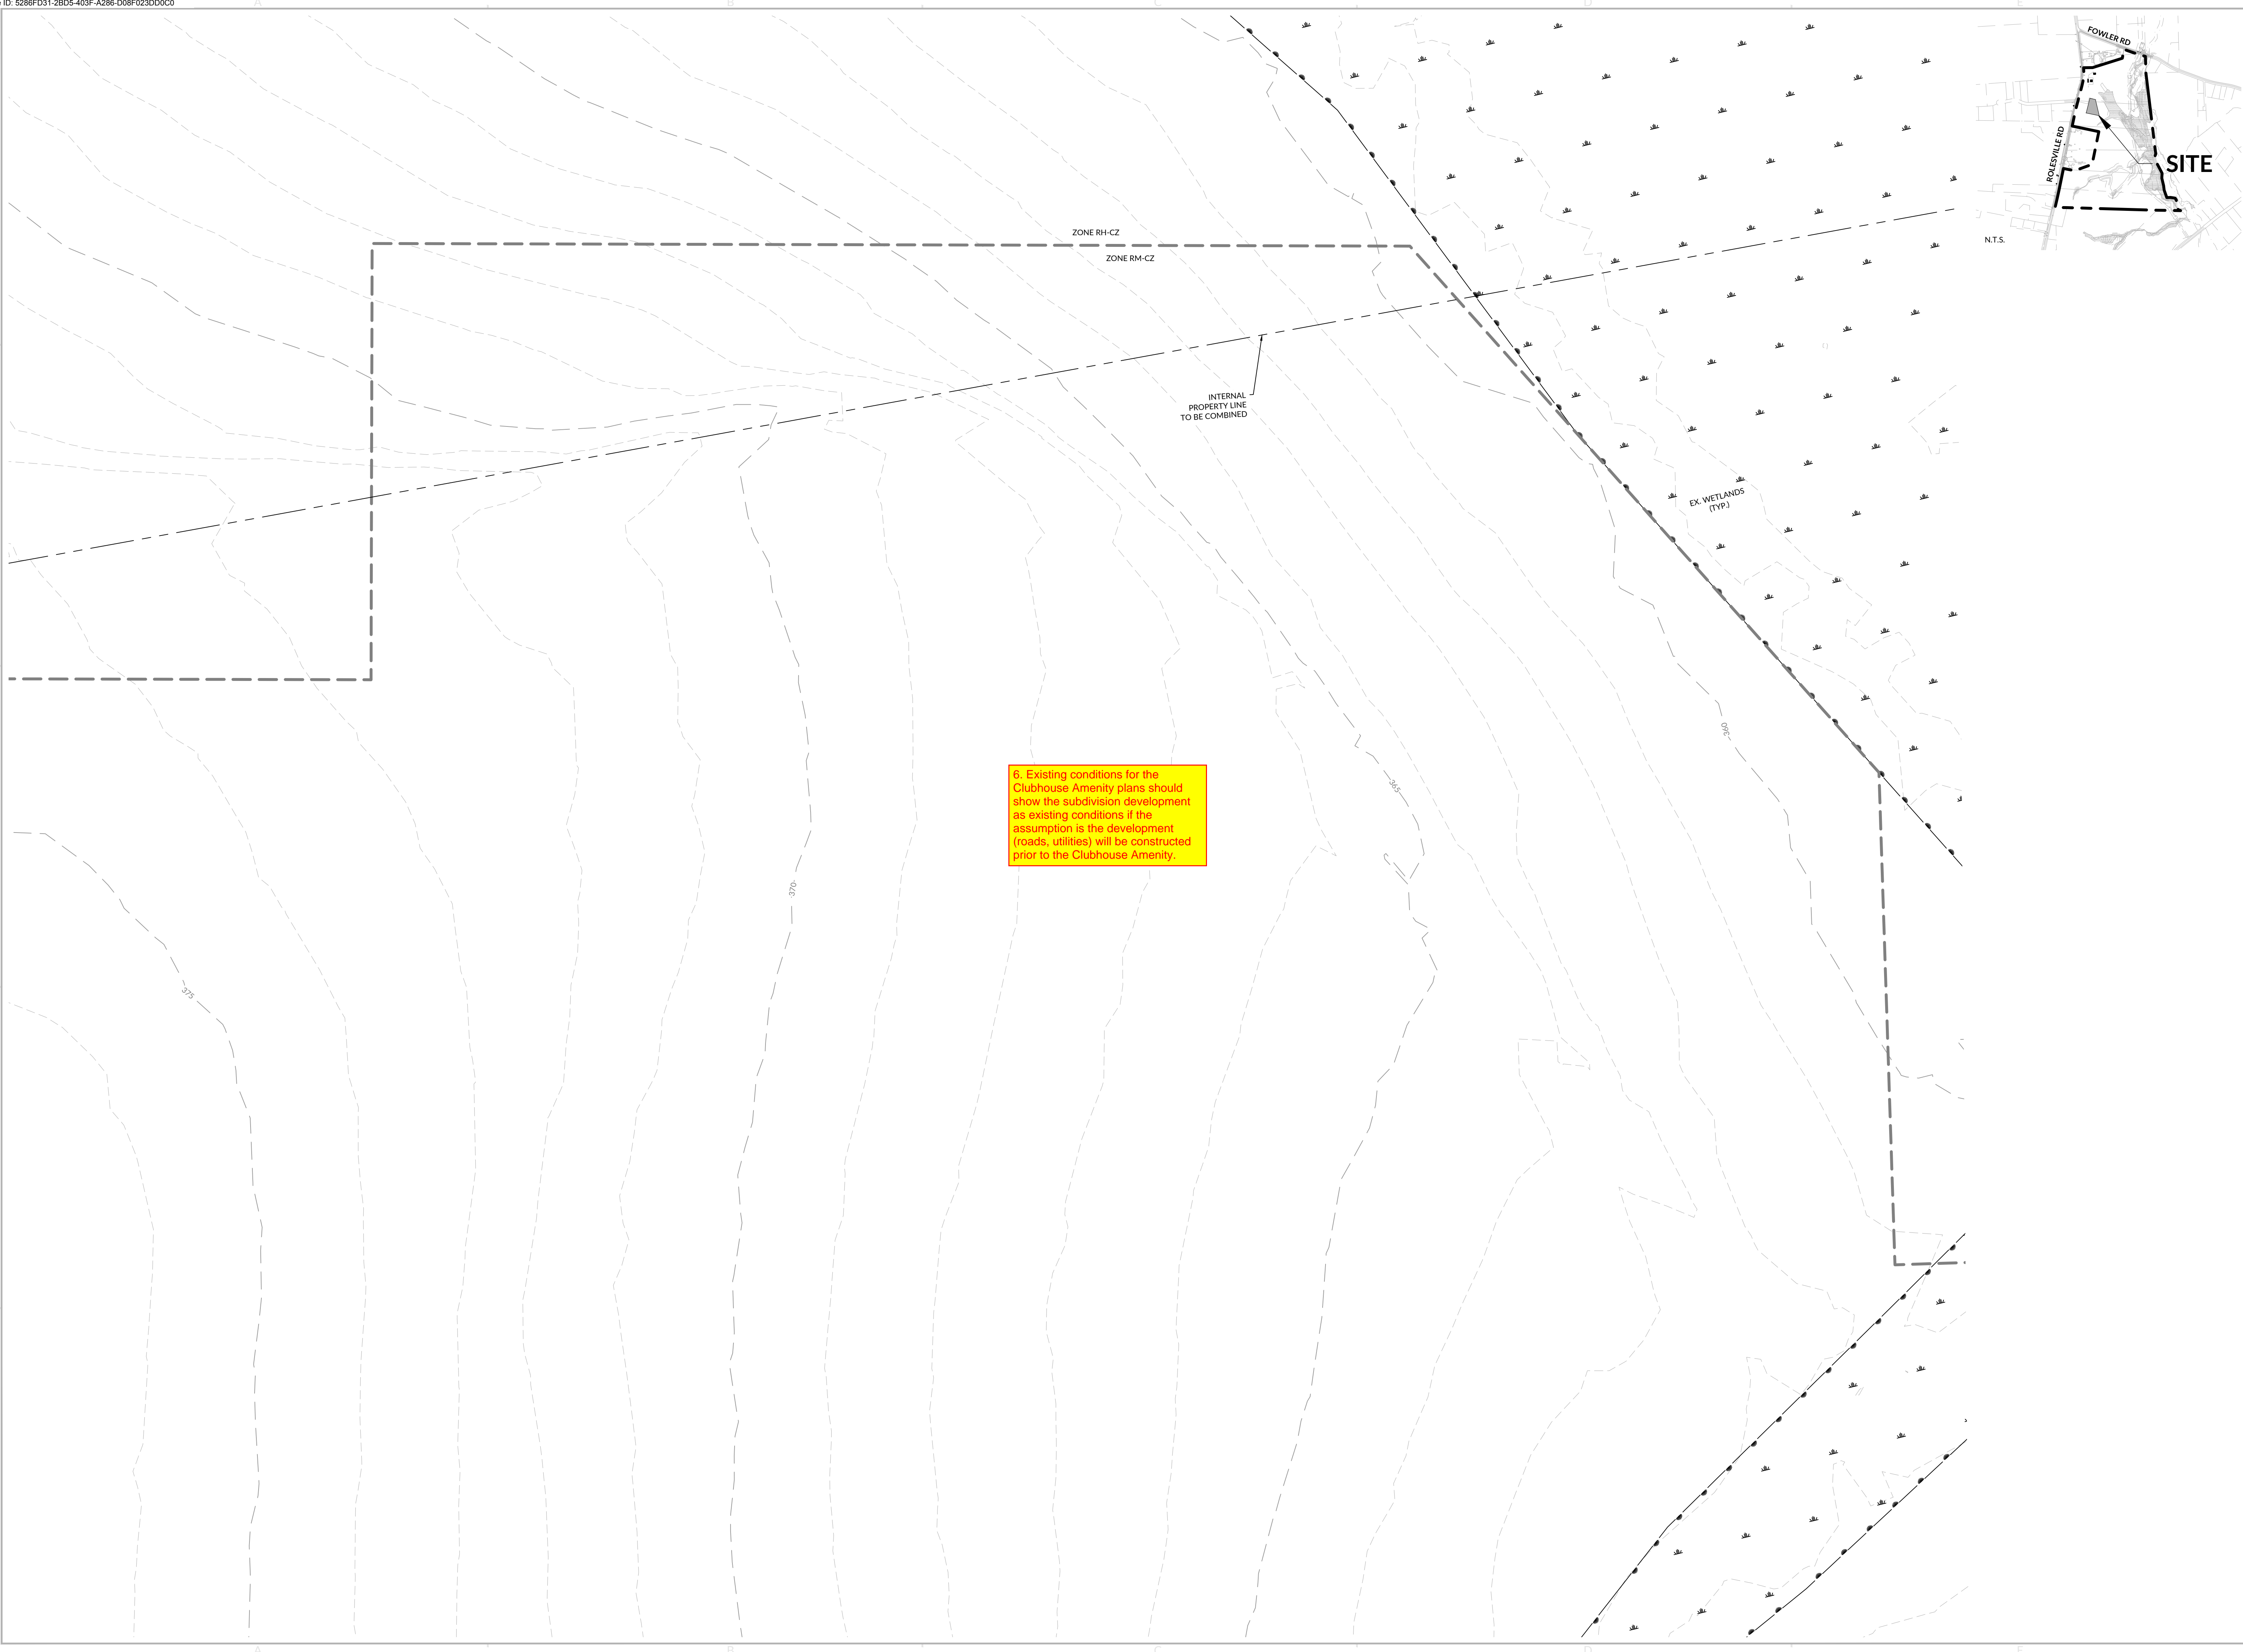 ID: 5286FD31-2BD5-403F-A286-D08F023DD0C0
A
B
C
D
E
FOWLER RD
ROLESVILLE RD
SITE
N.T.S.
ZONE RH-CZ
ZONE RM-CZ
INTERNAL
PROPERTY LINE
TO BE COMBINED
EX. WETLANDS
(TYP.)
360
365
370
375
6. Existing conditions for the
Clubhouse Amenity plans should
show the subdivision development
as existing conditions if the
assumption is the development
(roads, utilities) will be constructed
prior to the Clubhouse Amenity.
A
B
C
D
E